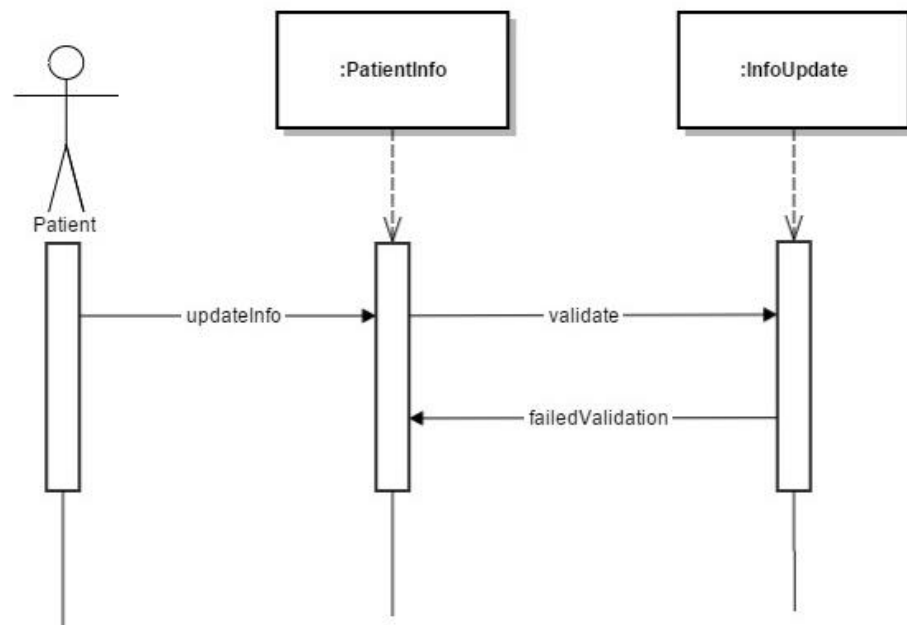 :PatientInfo
:InfoUpdate
Patient
updateInfo
validate
failedValidation